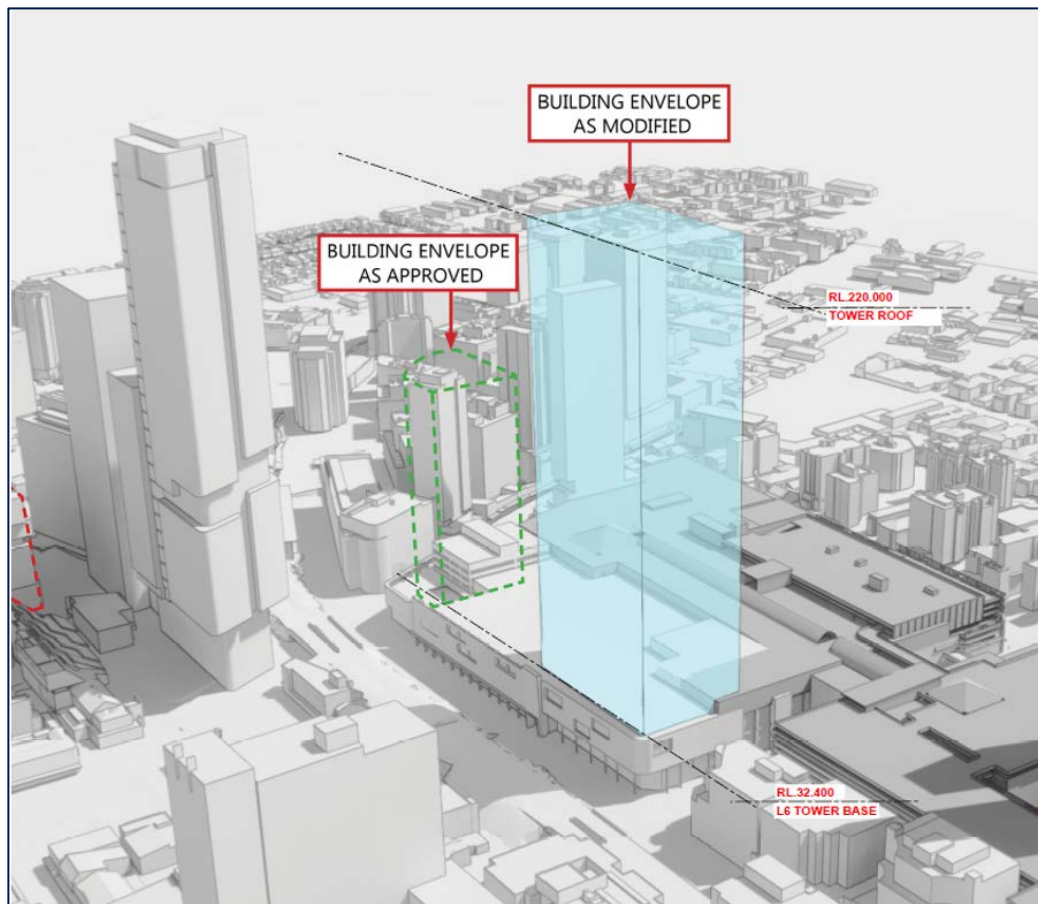 BUILDING ENVELOPE
AS MODIFIED
BUILDING ENVELOPE
AS APPROVED
RL.220.000
TOWER ROOF
RL.32.400
L6 TOWER BASE